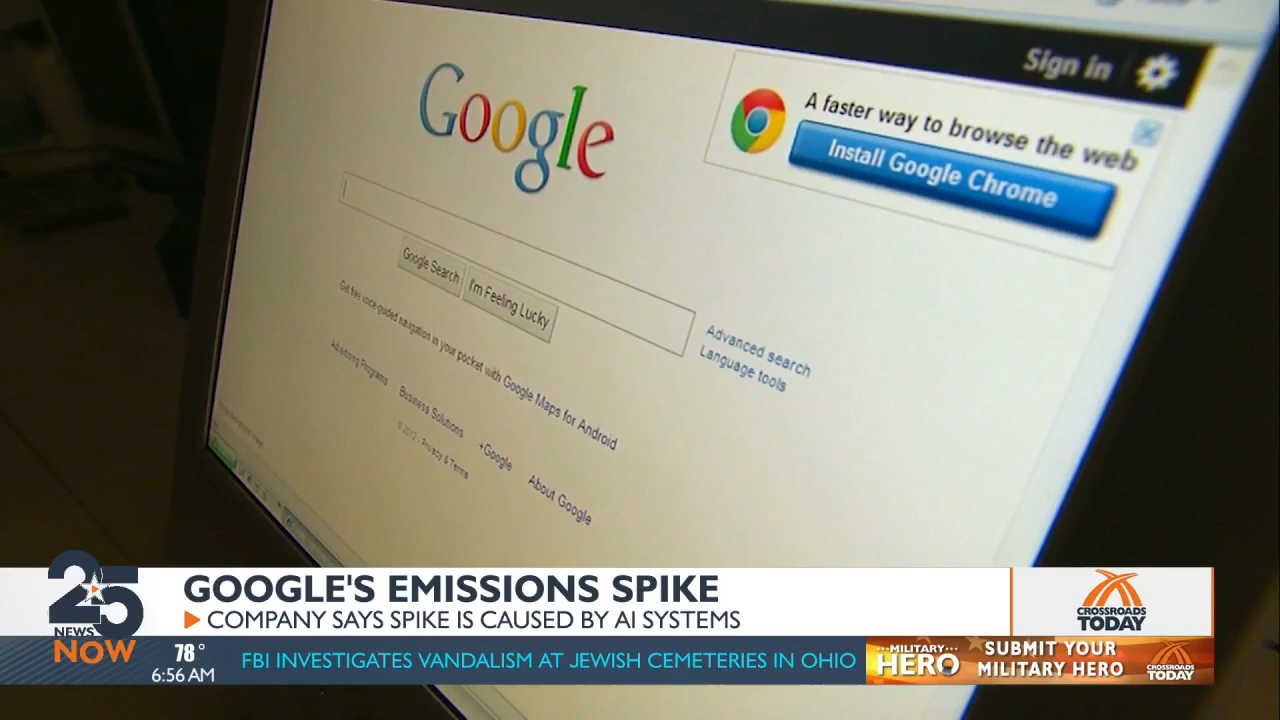 Sign in
Google
A faster way to browse the web
Install Google Chrome
Google Search
I'm Feeling Lucky
Advanced search
Language tools
Get free voice-guided navigation in your pocket with Google Maps for Android
Advertising Programs
Business Solutions
+Google
About Google
© 2012 - Privacy & Terms
25
NEWS
NOW
GOOGLE'S EMISSIONS SPIKE
COMPANY SAYS SPIKE IS CAUSED BY AI SYSTEMS
CROSSROADS
TODAY
78°
6:56 AM
FBI INVESTIGATES VANDALISM AT JEWISH CEMETERIES IN OHIO
MILITARY
HERO
SUBMIT YOUR
MILITARY HERO
CROSSROADS
TODAY